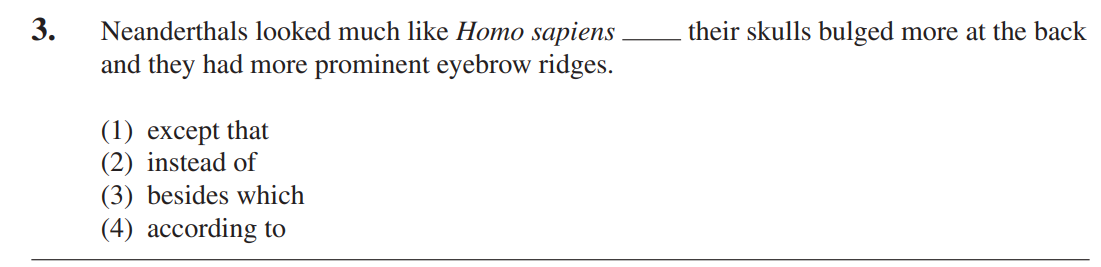 3. Neanderthals looked much like Homo sapiens _____ their skulls bulged more at the back
and they had more prominent eyebrow ridges.
(1) except that
(2) instead of
(3) besides which
(4) according to